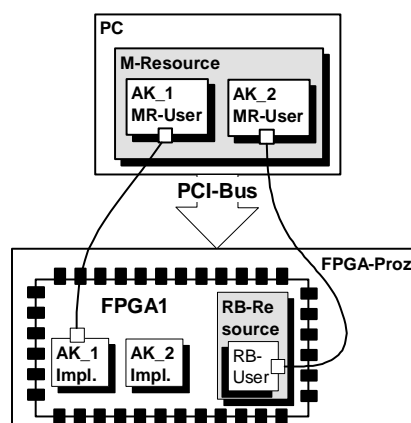 PC
M-Resource
AK_1
MR-User
AK_2
MR-User
PCI-Bus
FPGA-Proz
FPGA1
RB-Re
source
AK_1
Impl.
AK_2
Impl.
RB-
User